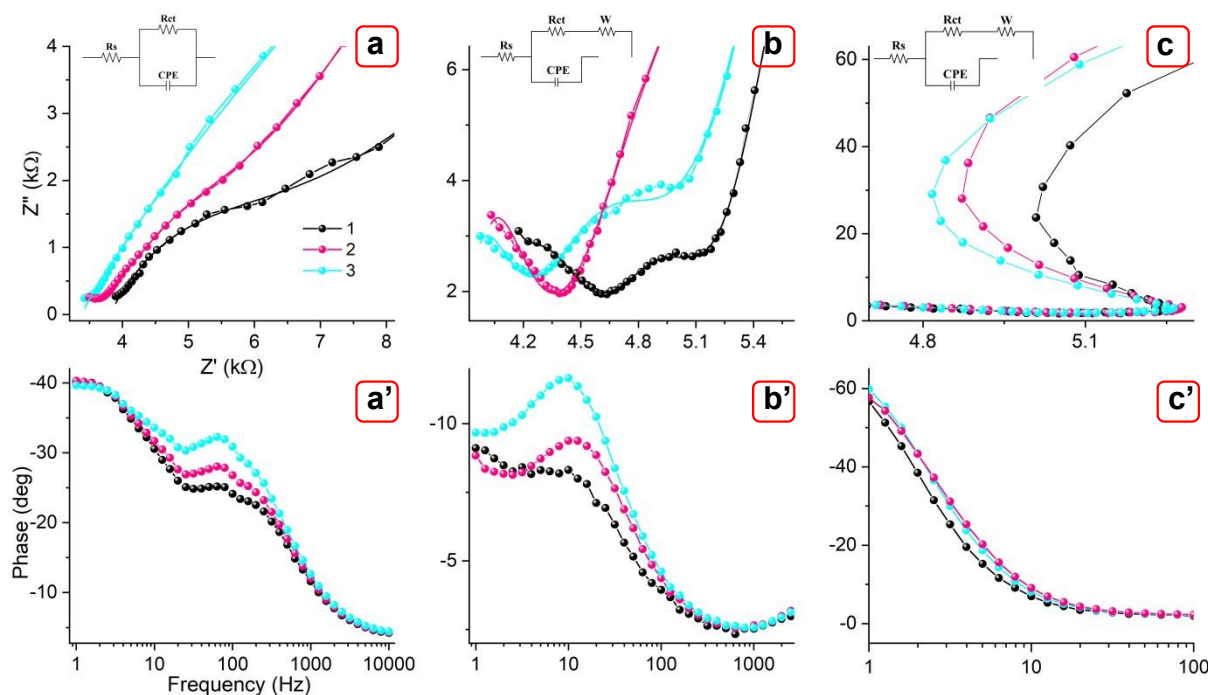 a
b
c
Rct
Rs
CPE
Rct W
Rs
CPE
Rct W
Rs
CPE
Z'' (kΩ)
4
3
2
1
0
4 5 6 7 8
1
2
3
6
4
2
4.2 4.5 4.8 5.1 5.4
60
40
20
0
4.8 5.1
Z' (kΩ)
a’
b’
c’
Phase (deg)
-40
-30
-20
-10
1 10 100 1000 10000
-10
-5
1 10 100 1000
-60
-40
-20
-0
1 10 100
Frequency (Hz)
Frequency (Hz)